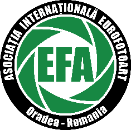 ASOCIAȚIA INTERNAȚIONALĂ EUROFOTOART
EFA
Oradea - Romania